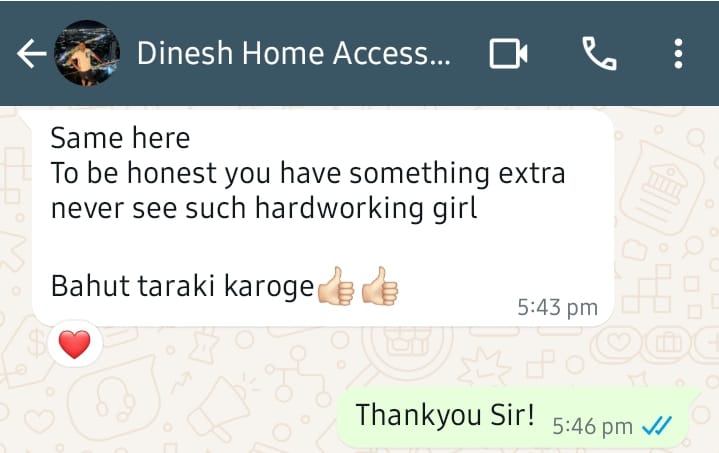 Dinesh Home Access...
Same here
To be honest you have something extra
never see such hardworking girl
Bahut taraki karoge👍🏻👍🏻
5:43 pm
❤️
Thankyou Sir!
5:46 pm